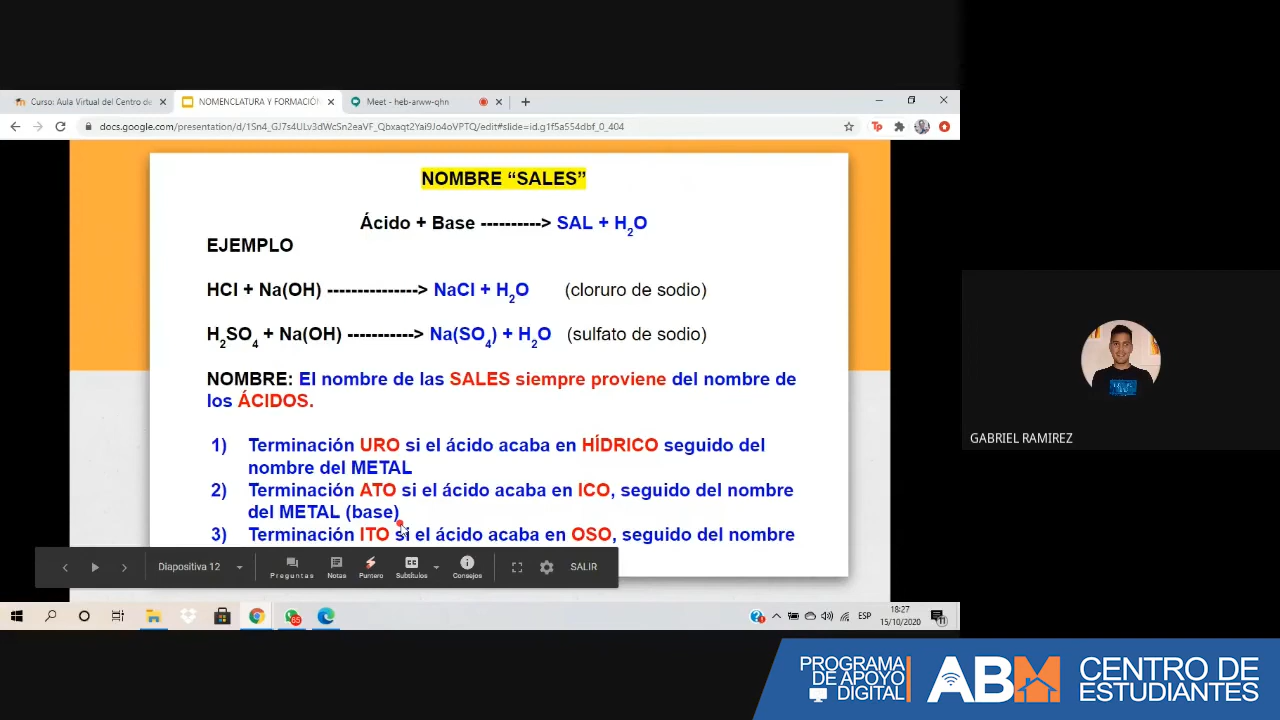 Curso: Aula Virtual del Centro de
NOMENCLATURA Y FORMACIÓN
Meet - heb-arww-qhn
docs.google.com/presentation/d/1Sn4_GJ7s4ULv3dWcSn2eaVF_Qbxaqt2Yai9Jo4oVPTQ/edit#slide=id.g1f5a554dbf_0_404
NOMBRE “SALES”
Ácido + Base ----------> SAL + H₂O
EJEMPLO
HCl + Na(OH) ---------------> NaCl + H₂O (cloruro de sodio)
H₂SO₄ + Na(OH) -----------> Na(SO₄) + H₂O (sulfato de sodio)
NOMBRE: El nombre de las SALES siempre proviene del nombre de
los ÁCIDOS.
1) Terminación URO si el ácido acaba en HÍDRICO seguido del
nombre del METAL
2) Terminación ATO si el ácido acaba en ICO, seguido del nombre
del METAL (base)
3) Terminación ITO si el ácido acaba en OSO, seguido del nombre
Diapositiva 12
Preguntas
Notas
Puntero
Subtítulos
Consejos
SALIR
GABRIEL RAMIREZ
65
ESP
18:27
15/10/2020
11
PROGRAMA
DE APOYO
DIGITAL
ABM
CENTRO DE
ESTUDIANTES